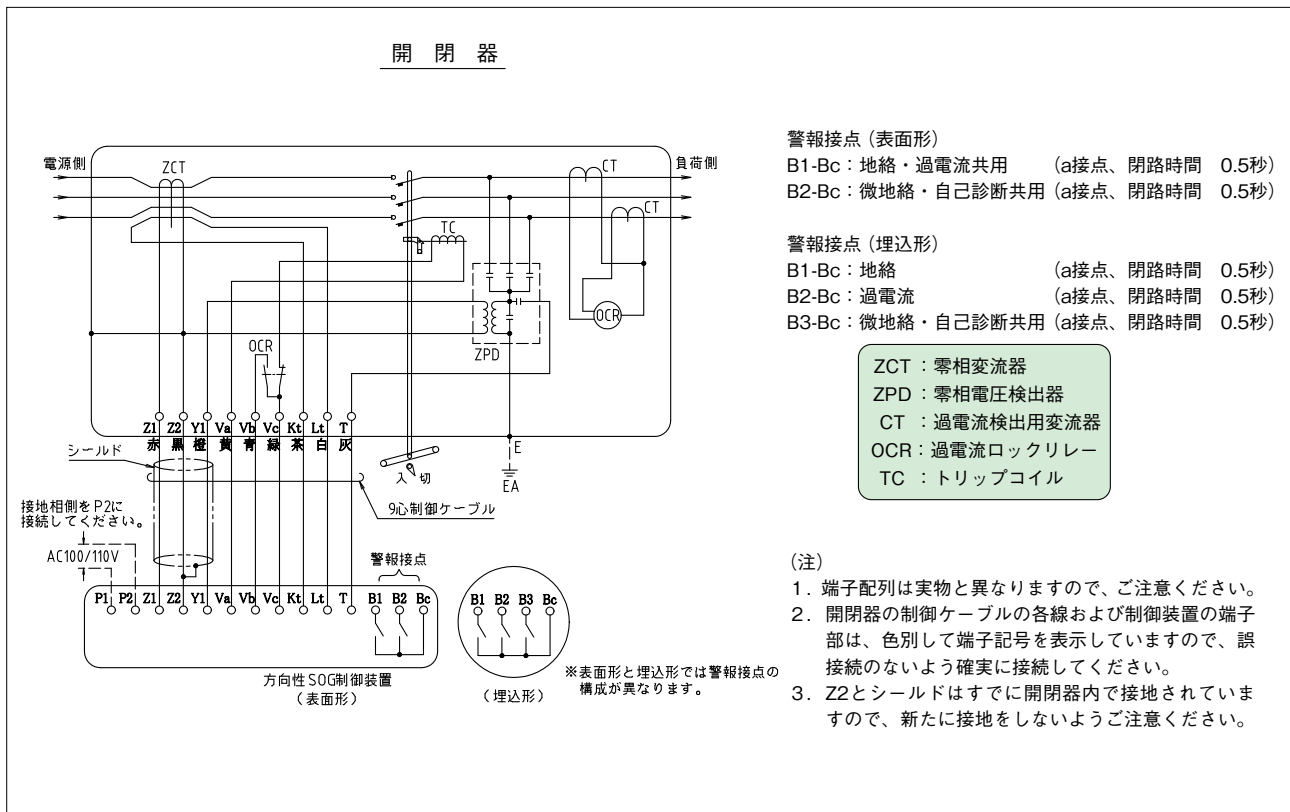 開 閉 器
電源側
ZCT
CT
負荷側
CT
TC
OCR
OCR
ZPD
Z1 Z2 Y1 Va Vb Vc Kt Lt T
赤 黒 橙 黄 青 緑 茶 白 灰
E
EA
シールド
入 切
9心制御ケーブル
接地相側をP2に
接続してください。
AC100/110V
警報接点
P1 P2 Z1 Z2 Y1 Va Vb Vc Kt Lt T B1 B2 Bc
B1 B2 B3 Bc
方向性SOG制御装置
(表面形)
(埋込形)
※表面形と埋込形では警報接点の
構成が異なります。
警報接点(表面形)
B1-Bc:地絡・過電流共用 (a接点、閉路時間 0.5秒)
B2-Bc:微地絡・自己診断共用(a接点、閉路時間 0.5秒)
警報接点(埋込形)
B1-Bc:地絡 (a接点、閉路時間 0.5秒)
B2-Bc:過電流 (a接点、閉路時間 0.5秒)
B3-Bc:微地絡・自己診断共用(a接点、閉路時間 0.5秒)
ZCT:零相変流器
ZPD:零相電圧検出器
CT:過電流検出用変流器
OCR:過電流ロックリレー
TC:トリップコイル
(注)
1. 端子配列は実物と異なりますので、ご注意ください。
2. 開閉器の制御ケーブルの各線および制御装置の端子
部は、色別して端子記号を表示していますので、誤
接続のないよう確実に接続してください。
3. Z2とシールドはすでに開閉器内で接地されていま
すので、新たに接地をしないようご注意ください。